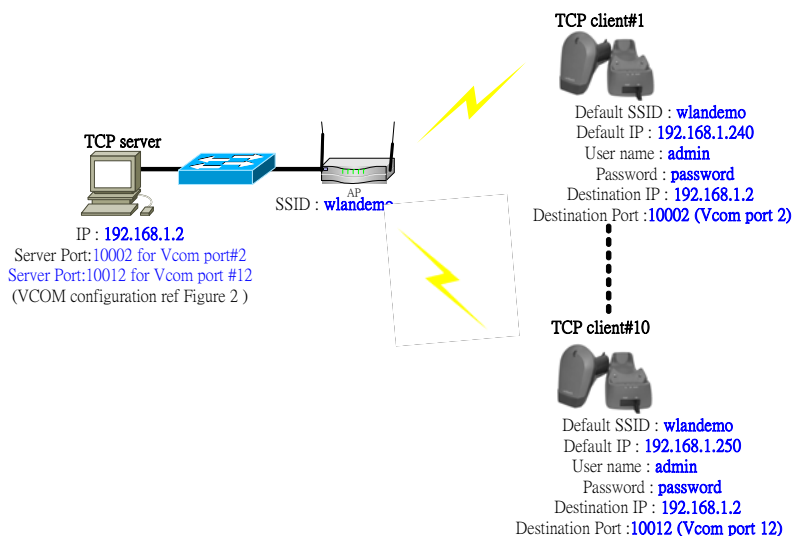 TCP client#1
Default SSID : wlandemo
Default IP : 192.168.1.240
User name : admin
Password : password
Destination IP : 192.168.1.2
Destination Port :10002 (Vcom port 2)
TCP server
IP : 192.168.1.2
Server Port:10002 for Vcom port#2
Server Port:10012 for Vcom port #12
(VCOM configuration ref Figure 2 )
AP
SSID : wlandemo
TCP client#10
Default SSID : wlandemo
Default IP : 192.168.1.250
User name : admin
Password : password
Destination IP : 192.168.1.2
Destination Port :10012 (Vcom port 12)